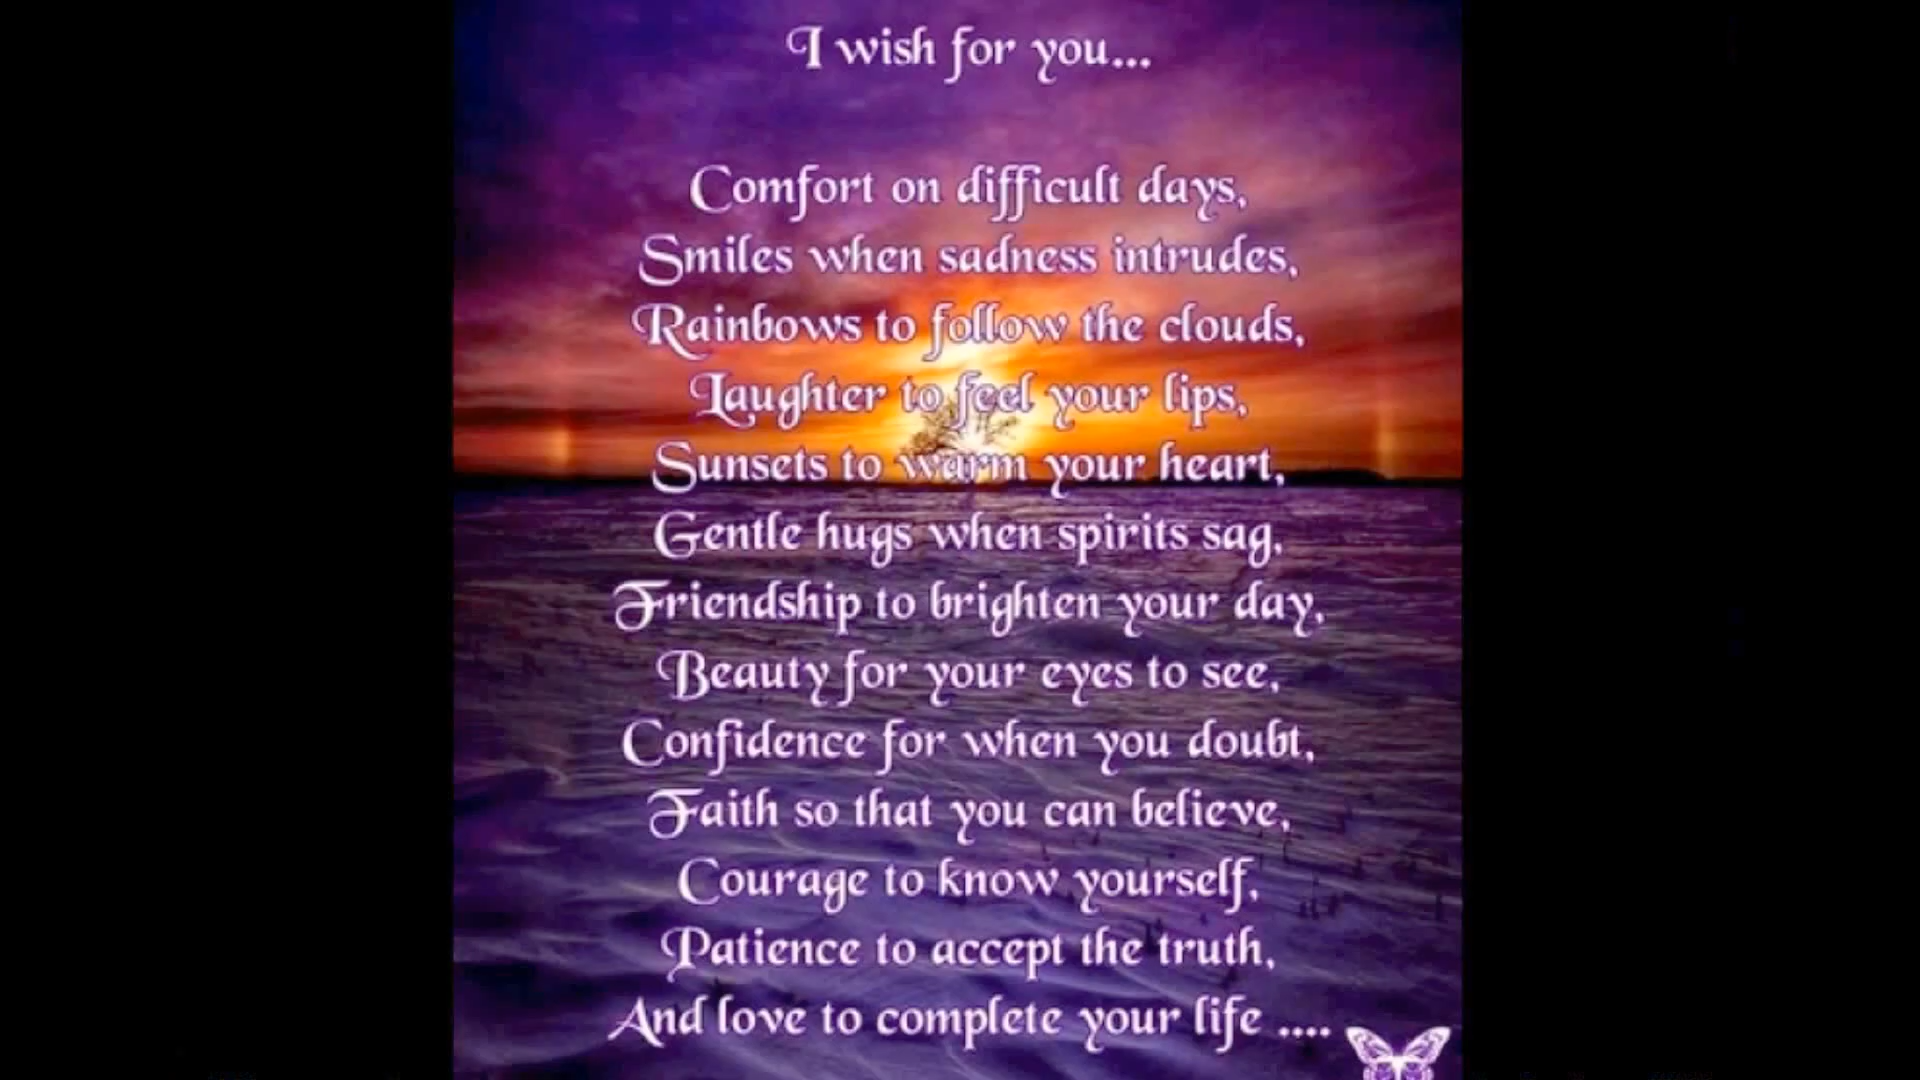 I wish for you...
Comfort on difficult days,
Smiles when sadness intrudes,
Rainbows to follow the clouds,
Laughter to feel your lips,
Sunsets to warm your heart,
Gentle hugs when spirits sag,
Friendship to brighten your day,
Beauty for your eyes to see,
Confidence for when you doubt,
Faith so that you can believe,
Courage to know yourself,
Patience to accept the truth,
And love to complete your life ....